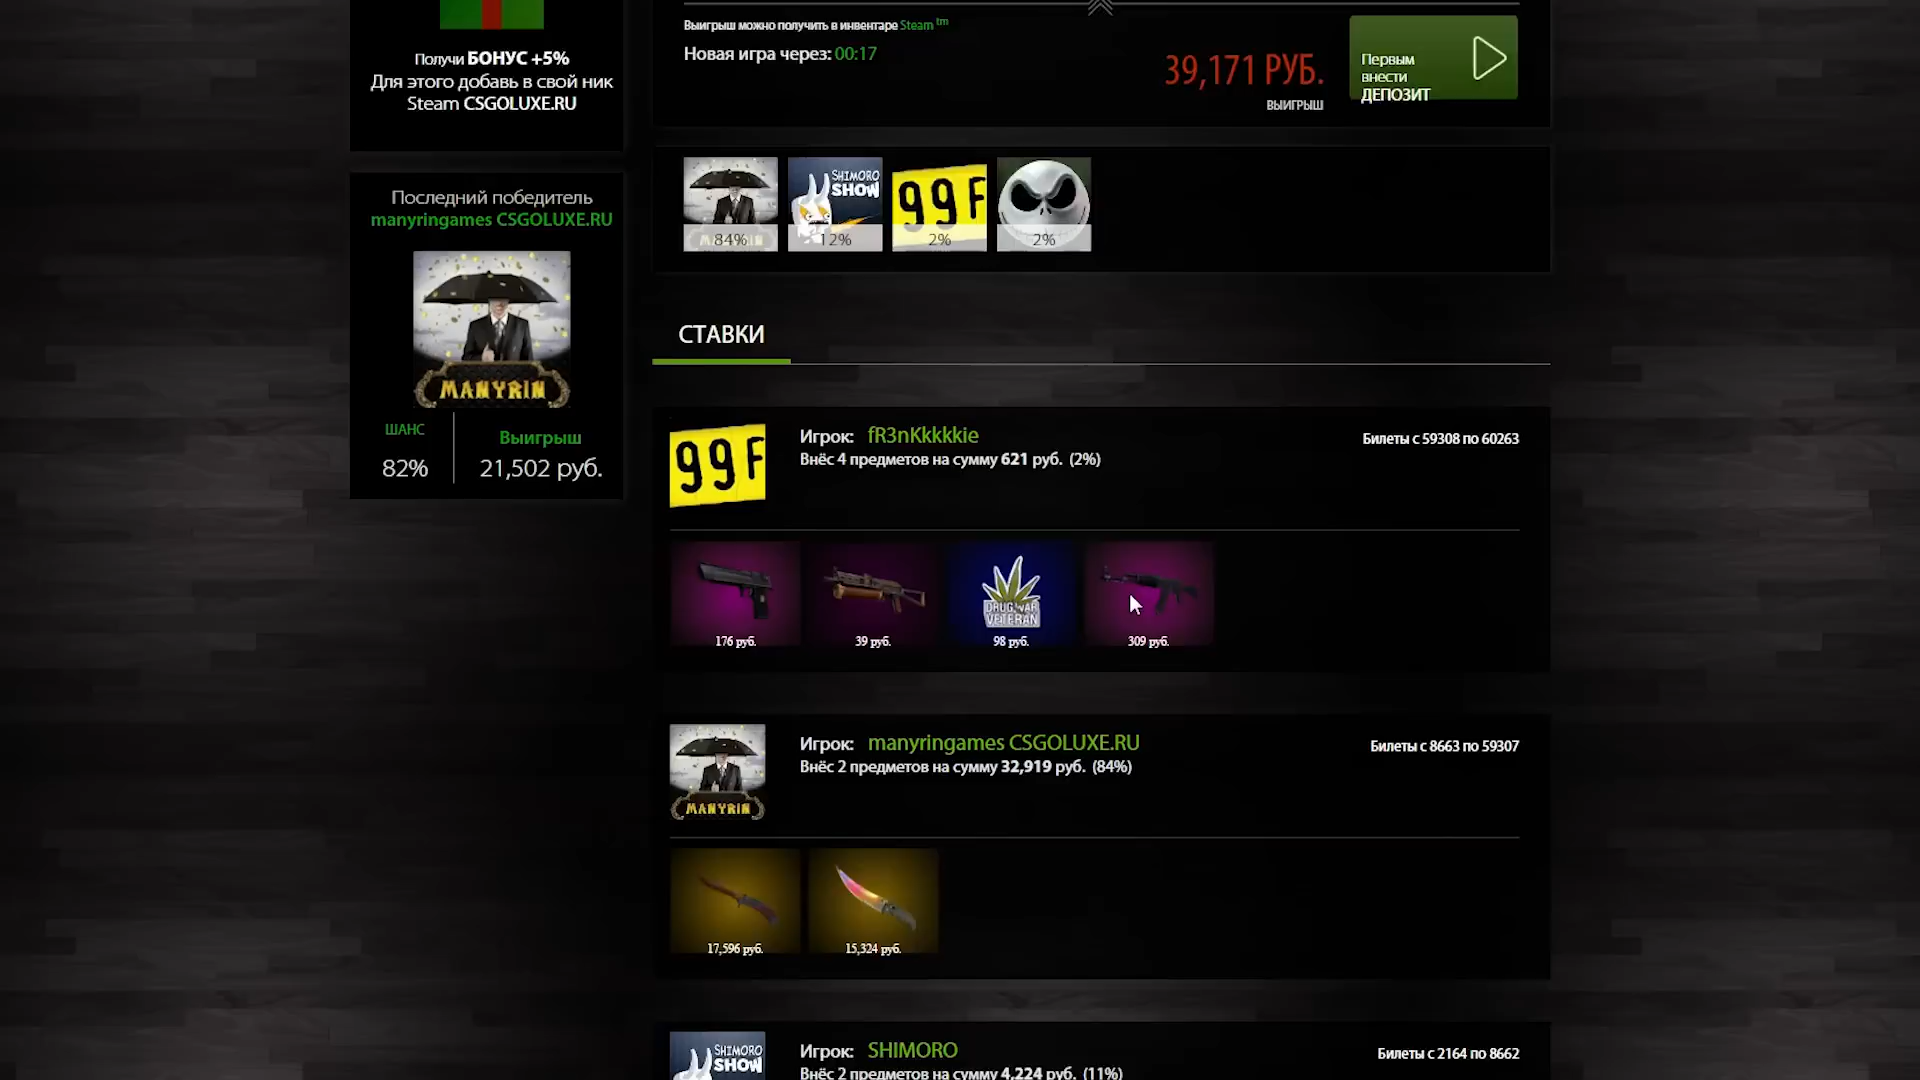 Получи БОНУС +5%
Для этого добавь в свой ник
Steam CSGOLUXE.RU
Последний победитель
manyringames CSGOLUXE.RU
MANYRIN
ШАНС
82%
Выигрыш
21,502 руб.
Выигрыш можно получить в инвентаре Steam tm
Новая игра через: 00:17
39,171 РУБ.
ВЫИГРЫШ
Первым
внести
ДЕПОЗИТ
84%
SHIMORO
SHOW
12%
99F
2%
2%
СТАВКИ
99F
Игрок: fR3nKkkkkie
Внёс 4 предметов на сумму 621 руб. (2%)
Билеты с 59308 по 60263
176 руб.
39 руб.
DRUG WAR
VETERAN
98 руб.
309 руб.
MANYRIN
Игрок: manyringames CSGOLUXE.RU
Внёс 2 предметов на сумму 32,919 руб. (84%)
Билеты с 8663 по 59307
17,596 руб.
15,324 руб.
SHIMORO
SHOW
Игрок: SHIMORO
Внёс 2 предметов на сумму 4,224 руб. (11%)
Билеты с 2164 по 8662